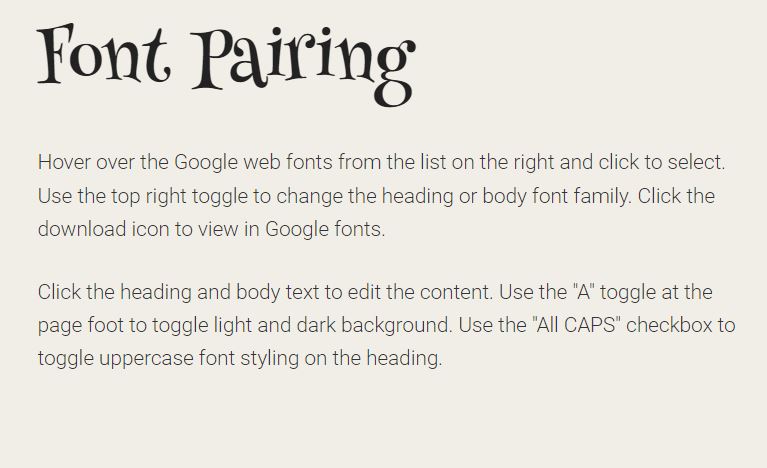 Font Pairing
Hover over the Google web fonts from the list on the right and click to select.
Use the top right toggle to change the heading or body font family. Click the
download icon to view in Google fonts.
Click the heading and body text to edit the content. Use the "A" toggle at the
page foot to toggle light and dark background. Use the "All CAPS" checkbox to
toggle uppercase font styling on the heading.